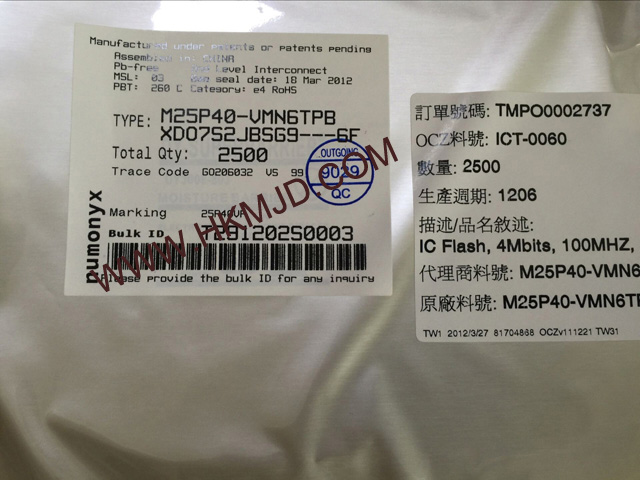 Manufactured under patents or patents pending
Assembled in: CHINA
Pb-free Level Interconnect
MSL: 03 seal date: 18 Mar 2012
PBT: 260 C Category: e4 RoHS
TYPE: M25P40-VMN6TPB
XD07S2JBSG9---6F
Total Qty: 2500
Trace Code GO206032 VS 99
OUTGOING
9029
QC
Marking 25P40VP
Bulk ID
0250003
Please provide the bulk ID for any inquiry
numonyx
WWW.HKMJD.COM
訂單號碼: TMPO0002737
OCZ料號: ICT-0060
數量: 2500
生產週期: 1206
描述/品名敘述:
IC Flash, 4Mbits, 100MHZ,
代理商料號: M25P40-VMN6
原廠料號: M25P40-VMN6TP
TW1 2012/3/27 81704868 OCZv111221 TW31